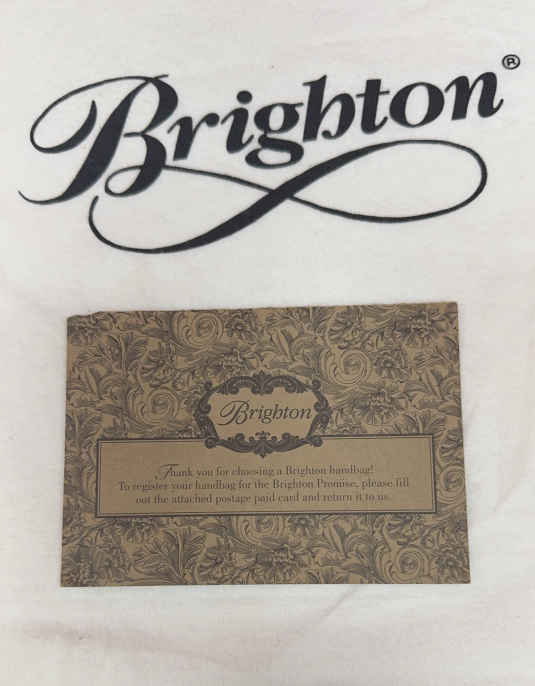 Brighton®
Brighton
Thank you for choosing a Brighton handbag!
To register your handbag for the Brighton Promise, please fill
out the attached postage paid card and return it to us.